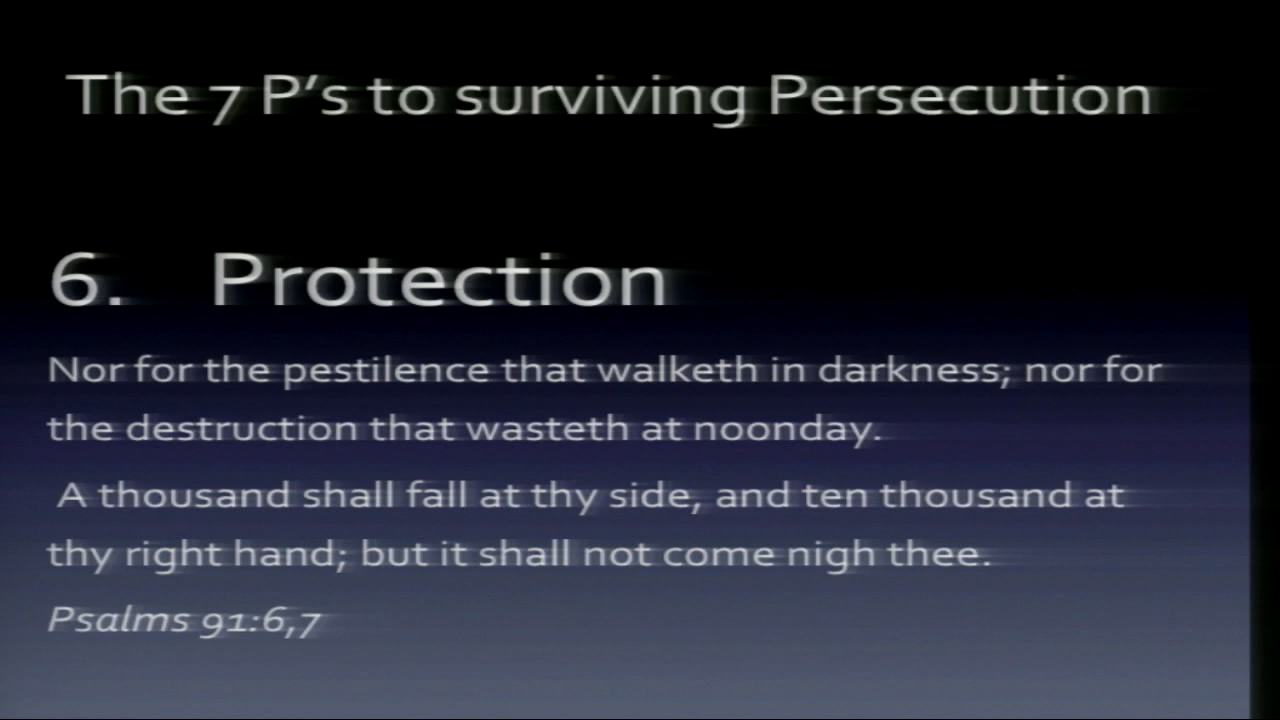 The 7 P's to surviving Persecution
6. Protection
Nor for the pestilence that walketh in darkness; nor for
the destruction that wasteth at noonday.
A thousand shall fall at thy side, and ten thousand at
thy right hand; but it shall not come nigh thee.
Psalms 91:6,7